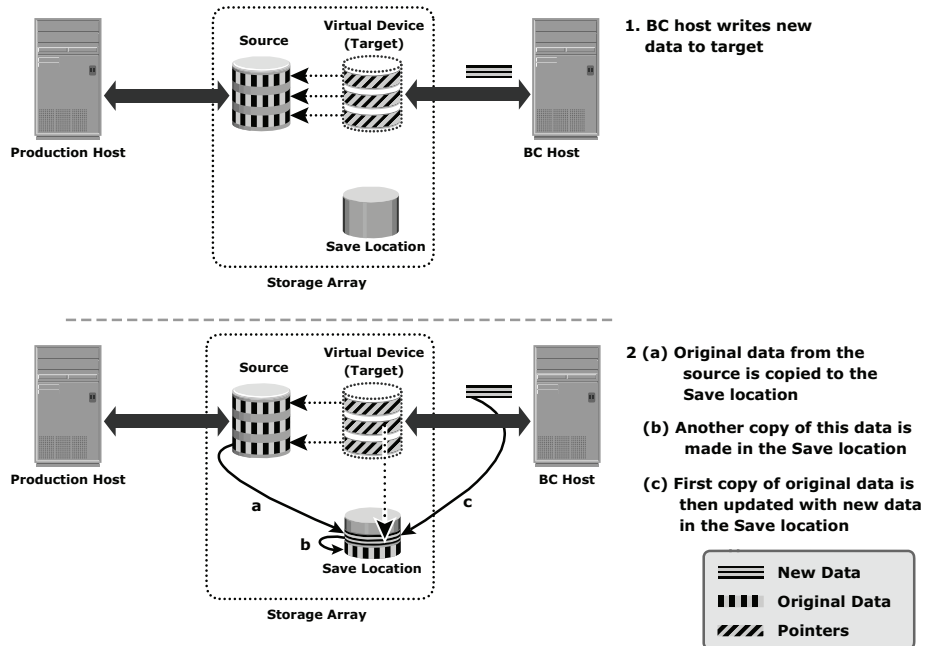 1. BC host writes new
data to target
Source
Virtual Device
(Target)
Production Host
BC Host
Save Location
Storage Array
2 (a) Original data from the
source is copied to the
Save location
(b) Another copy of this data is
made in the Save location
(c) First copy of original data is
then updated with new data
in the Save location
Source
Virtual Device
(Target)
Production Host
BC Host
a
b
c
Save Location
Storage Array
New Data
Original Data
Pointers